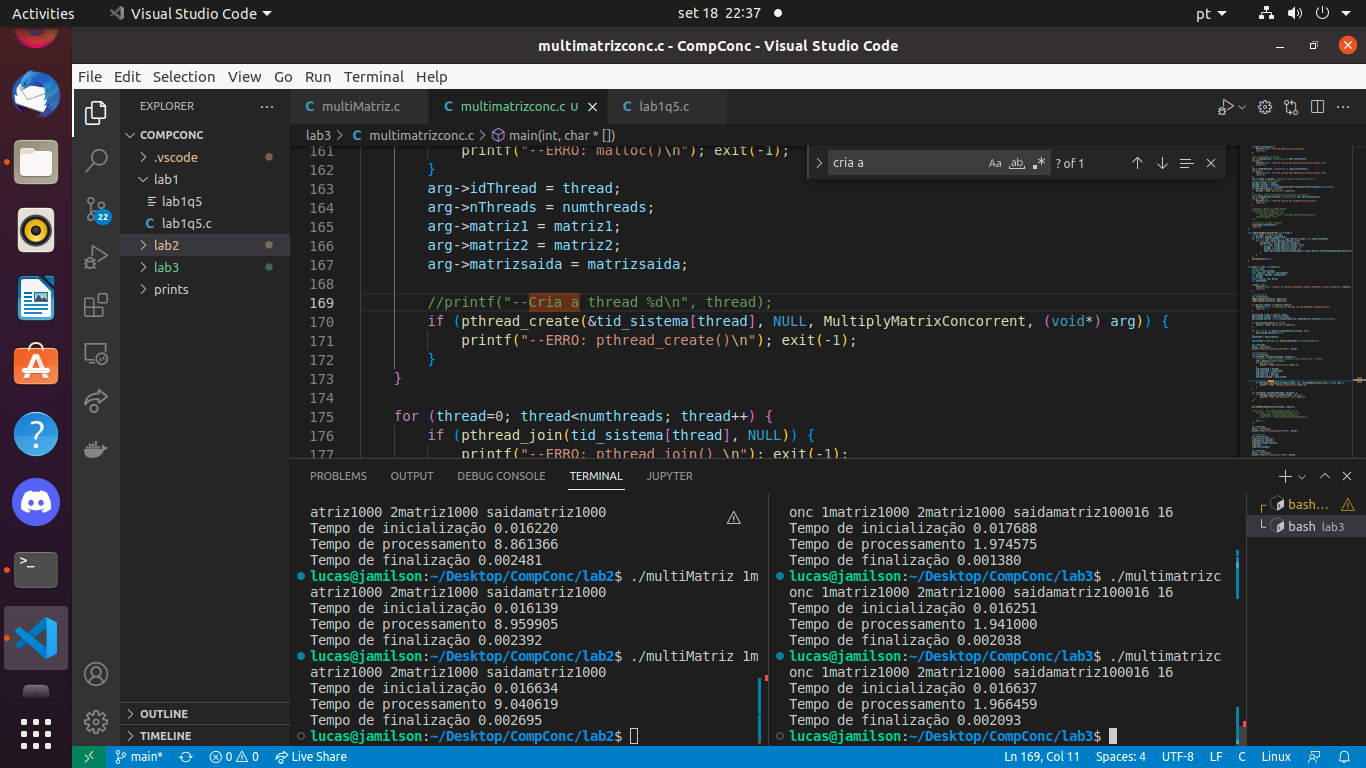 Activities
Visual Studio Code
set 18 22:37
pt
multimatrizconc.c - CompConc - Visual Studio Code
File Edit Selection View Go Run Terminal Help
EXPLORER
COMPCONC
.vscode
lab1
lab1q5
C lab1q5.c
lab2
lab3
prints
OUTLINE
TIMELINE
22
C multiMatriz.c
C multimatrizconc.c U
C lab1q5.c
lab3 > C multimatrizconc.c > main(int, char * [])
cria a
Aa ab .*
? of 1
161 printf("--ERRO: malloc()\n"); exit(-1);
162 }
163 arg->idThread = thread;
164 arg->nThreads = numthreads;
165 arg->matriz1 = matriz1;
166 arg->matriz2 = matriz2;
167 arg->matrizsaida = matrizsaida;
168
169 //printf("--Cria a thread %d\n", thread);
170 if (pthread_create(&tid_sistema[thread], NULL, MultiplyMatrixConcorrent, (void*) arg)) {
171 printf("--ERRO: pthread_create()\n"); exit(-1);
172 }
173 }
174
175 for (thread=0; thread<numthreads; thread++) {
176 if (pthread_join(tid_sistema[thread], NULL)) {
177 printf("--ERRO: pthread_join() \n"); exit(-1);
PROBLEMS OUTPUT DEBUG CONSOLE TERMINAL JUPYTER
atriz1000 2matriz1000 saidamatriz1000
Tempo de inicialização 0.016220
Tempo de processamento 8.861366
Tempo de finalização 0.002481
lucas@jamilson:~/Desktop/CompConc/lab2$ ./multiMatriz 1m
atriz1000 2matriz1000 saidamatriz1000
Tempo de inicialização 0.016139
Tempo de processamento 8.959905
Tempo de finalização 0.002392
lucas@jamilson:~/Desktop/CompConc/lab2$ ./multiMatriz 1m
atriz1000 2matriz1000 saidamatriz1000
Tempo de inicialização 0.016634
Tempo de processamento 9.040619
Tempo de finalização 0.002695
lucas@jamilson:~/Desktop/CompConc/lab2$
onc 1matriz1000 2matriz1000 saidamatriz100016 16
Tempo de inicialização 0.017688
Tempo de processamento 1.974575
Tempo de finalização 0.001380
lucas@jamilson:~/Desktop/CompConc/lab3$ ./multimatrizc
onc 1matriz1000 2matriz1000 saidamatriz100016 16
Tempo de inicialização 0.016251
Tempo de processamento 1.941000
Tempo de finalização 0.002038
lucas@jamilson:~/Desktop/CompConc/lab3$ ./multimatrizc
onc 1matriz1000 2matriz1000 saidamatriz100016 16
Tempo de inicialização 0.016637
Tempo de processamento 1.966459
Tempo de finalização 0.002093
lucas@jamilson:~/Desktop/CompConc/lab3$
bash...
bash lab3
main*
0 0
Live Share
Ln 169, Col 11
Spaces: 4
UTF-8
LF
C
Linux